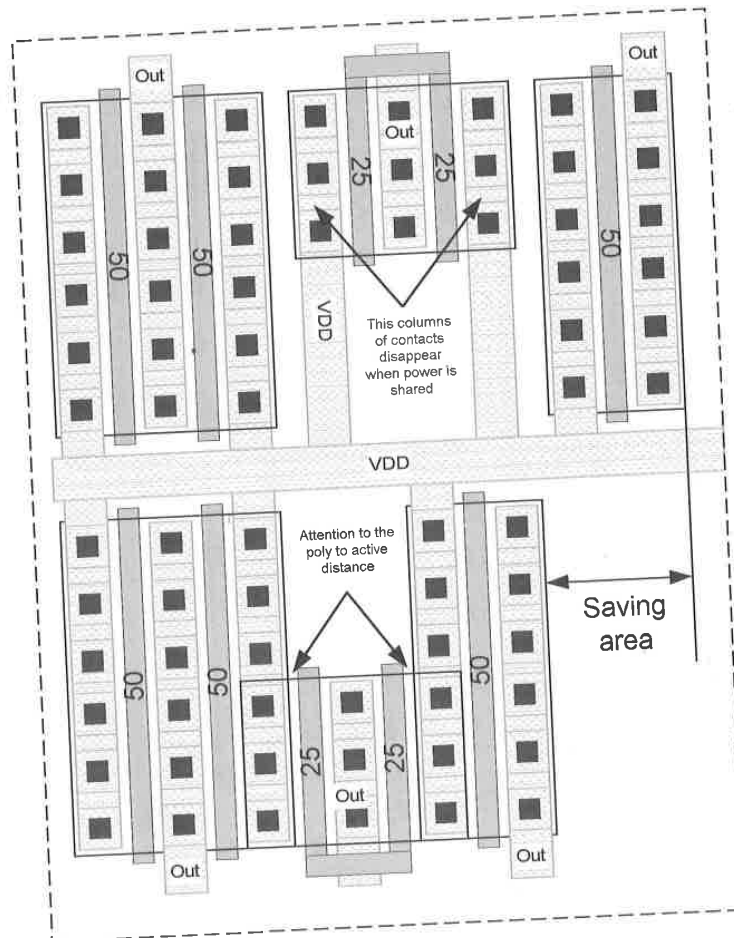 Out
Out
Out
50
50
25
25
50
VDD
This columns
of contacts
disappear
when power is
shared
VDD
Attention to the
poly to active
distance
Saving
area
50
50
25
25
50
Out
Out
Out